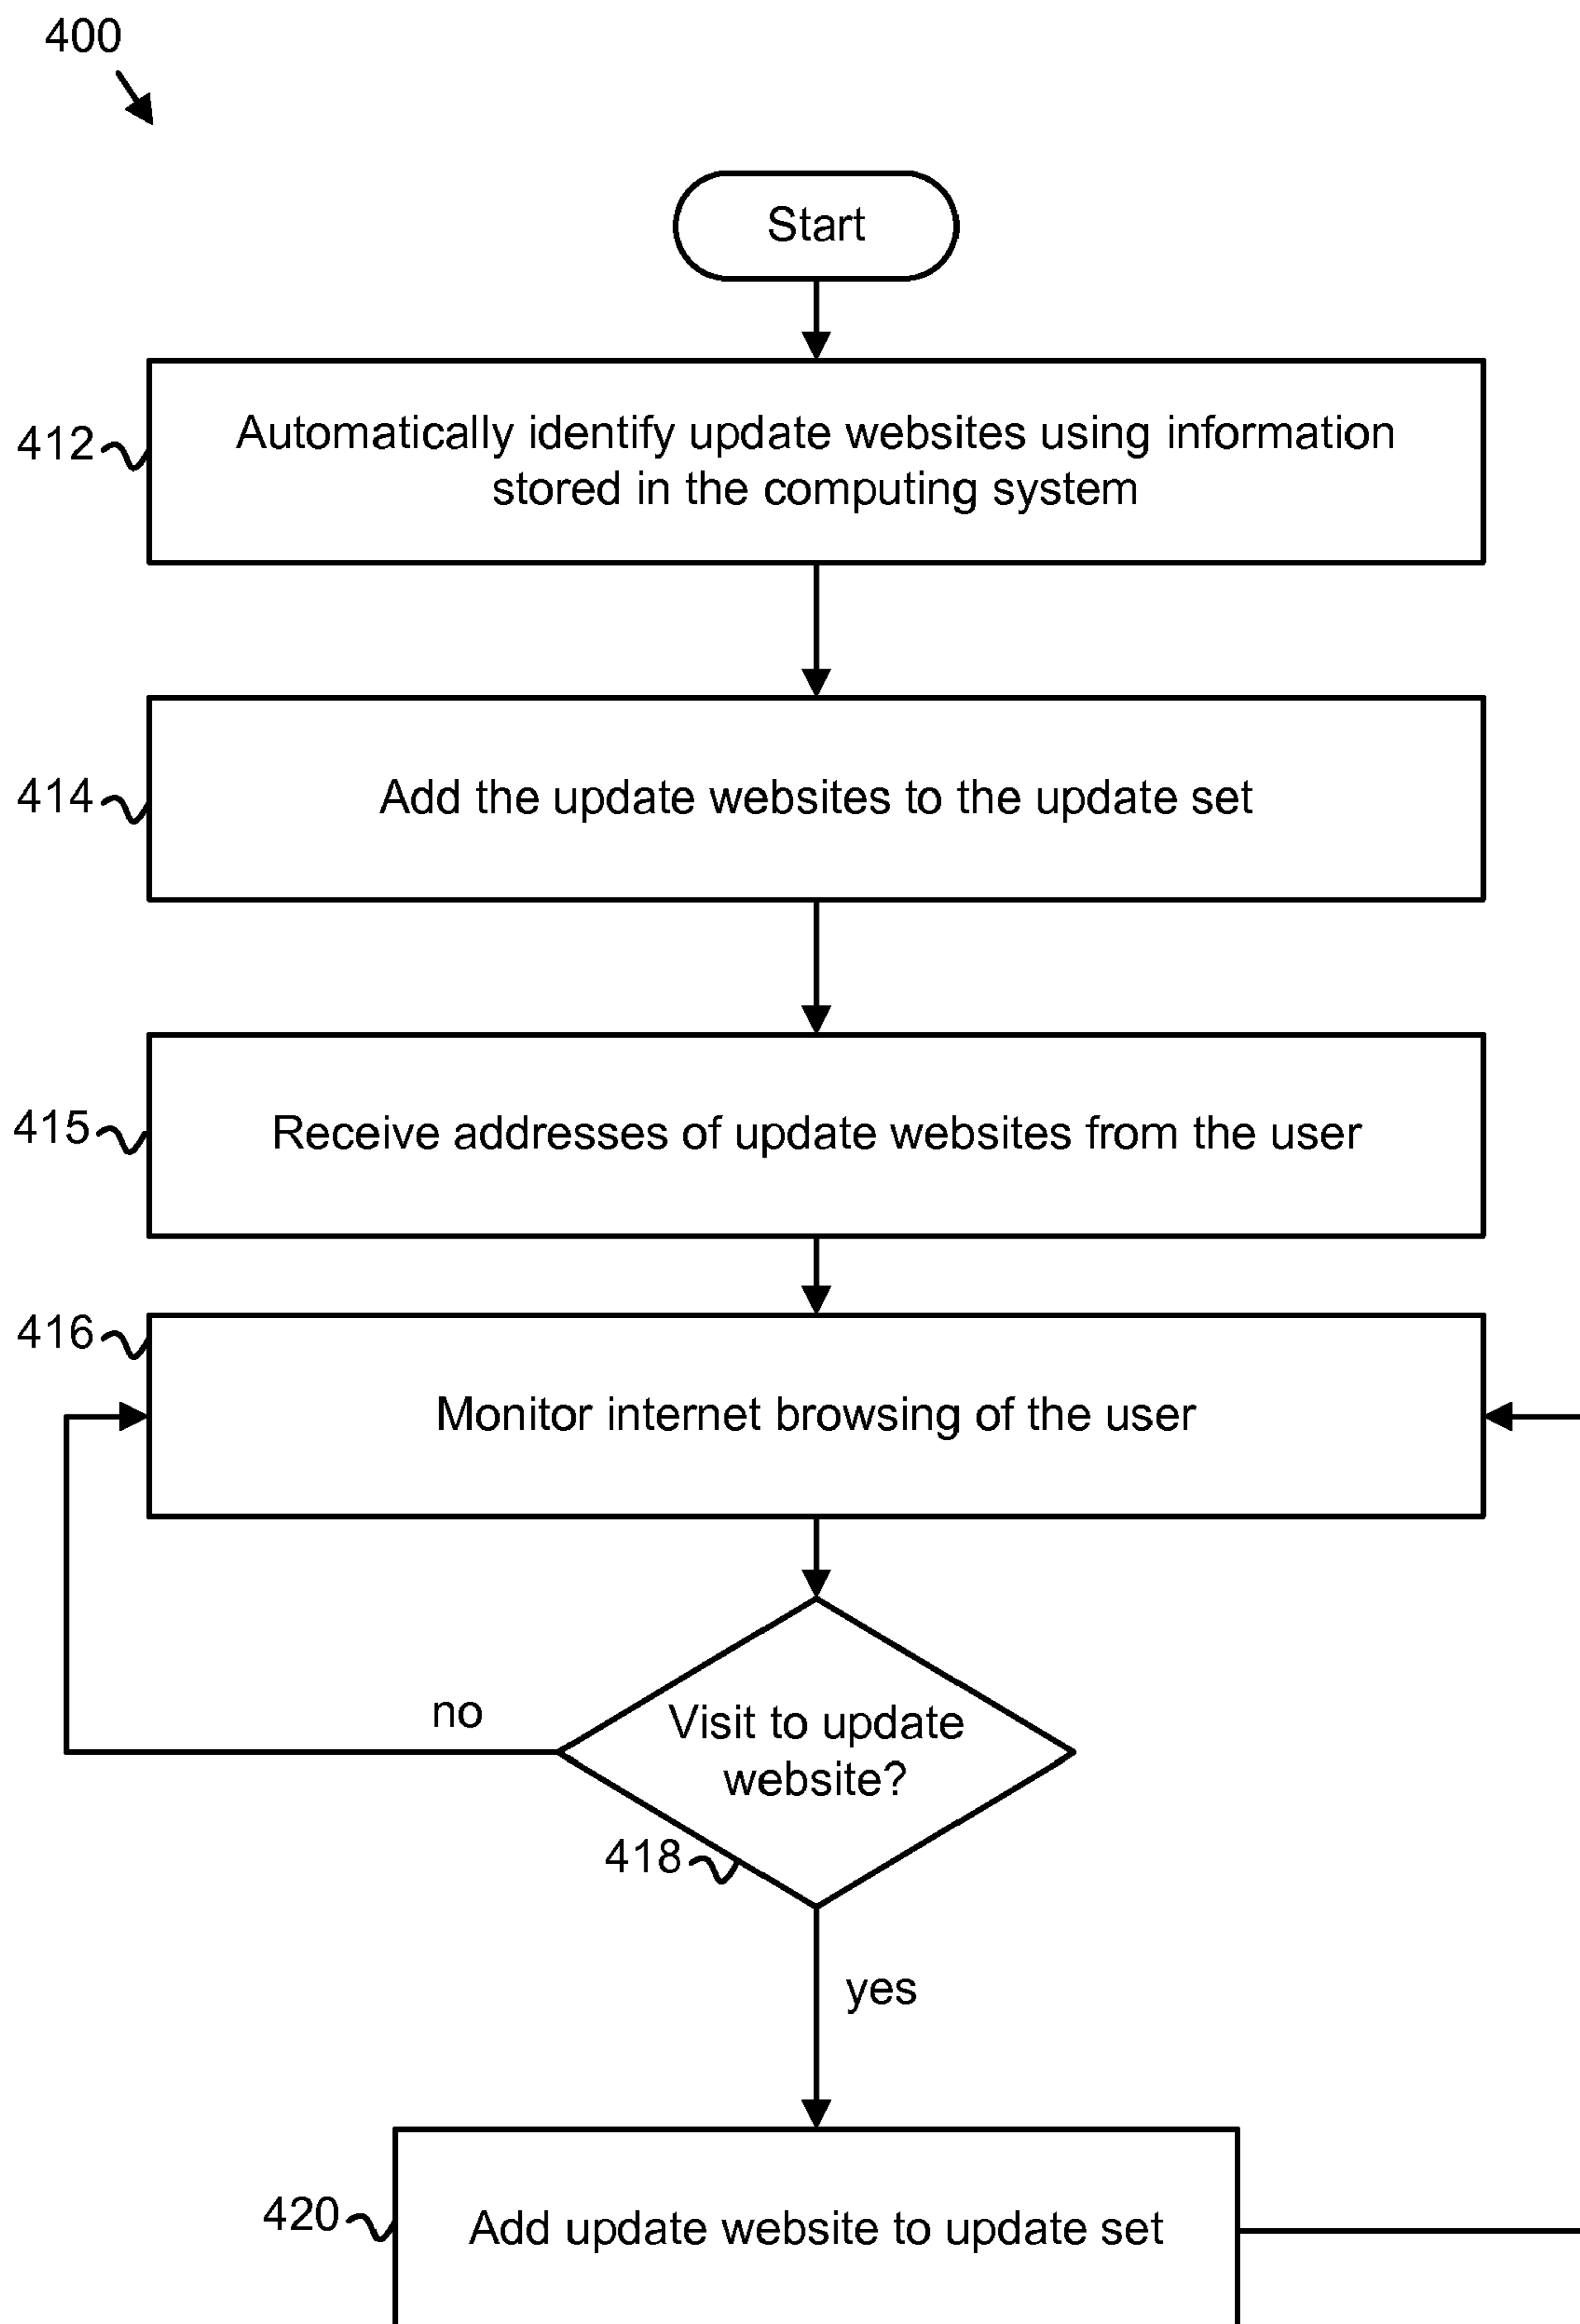 400
Start
412
Automatically identify update websites using information
stored in the computing system
414
Add the update websites to the update set
415
Receive addresses of update websites from the user
416
Monitor internet browsing of the user
no
Visit to update
website?
418
yes
420
Add update website to update set